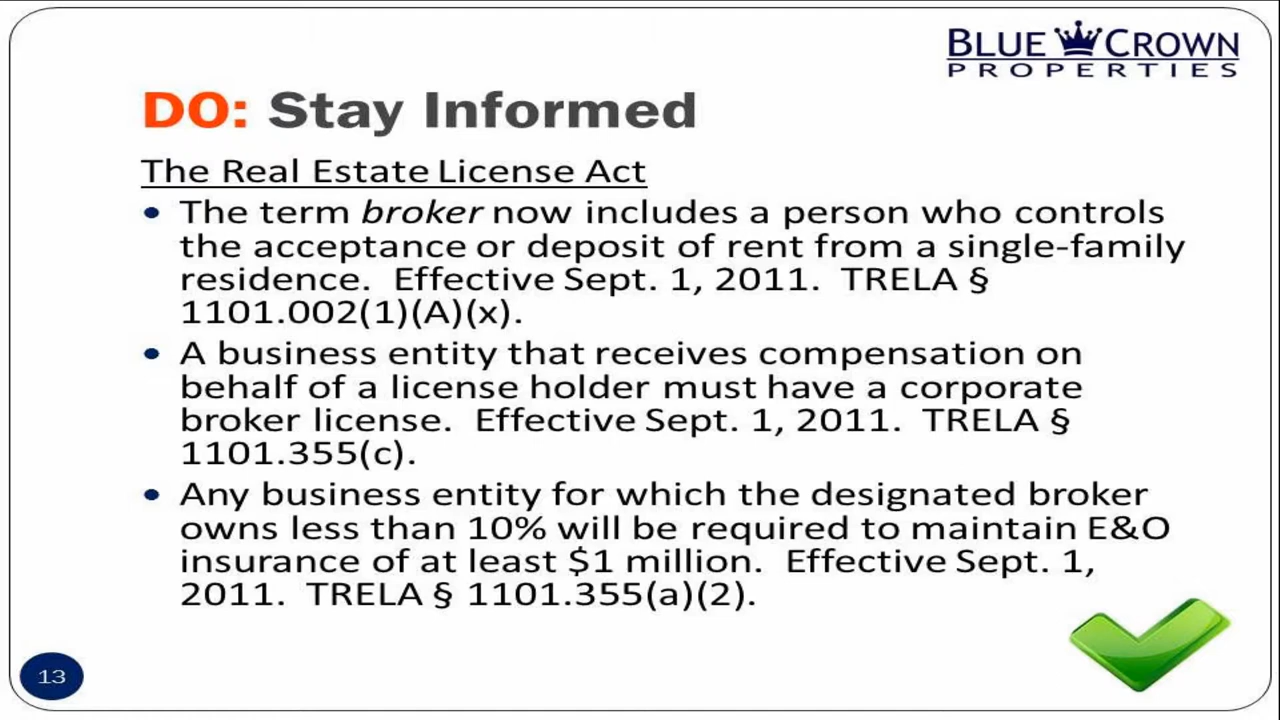 BLUE CROWN
PROPERTIES
DO: Stay Informed
The Real Estate License Act
• The term broker now includes a person who controls
the acceptance or deposit of rent from a single-family
residence.  Effective Sept. 1, 2011.  TRELA §
1101.002(1)(A)(x).
• A business entity that receives compensation on
behalf of a license holder must have a corporate
broker license.  Effective Sept. 1, 2011.  TRELA §
1101.355(c).
• Any business entity for which the designated broker
owns less than 10% will be required to maintain E&O
insurance of at least $1 million.  Effective Sept. 1,
2011.  TRELA § 1101.355(a)(2).
13